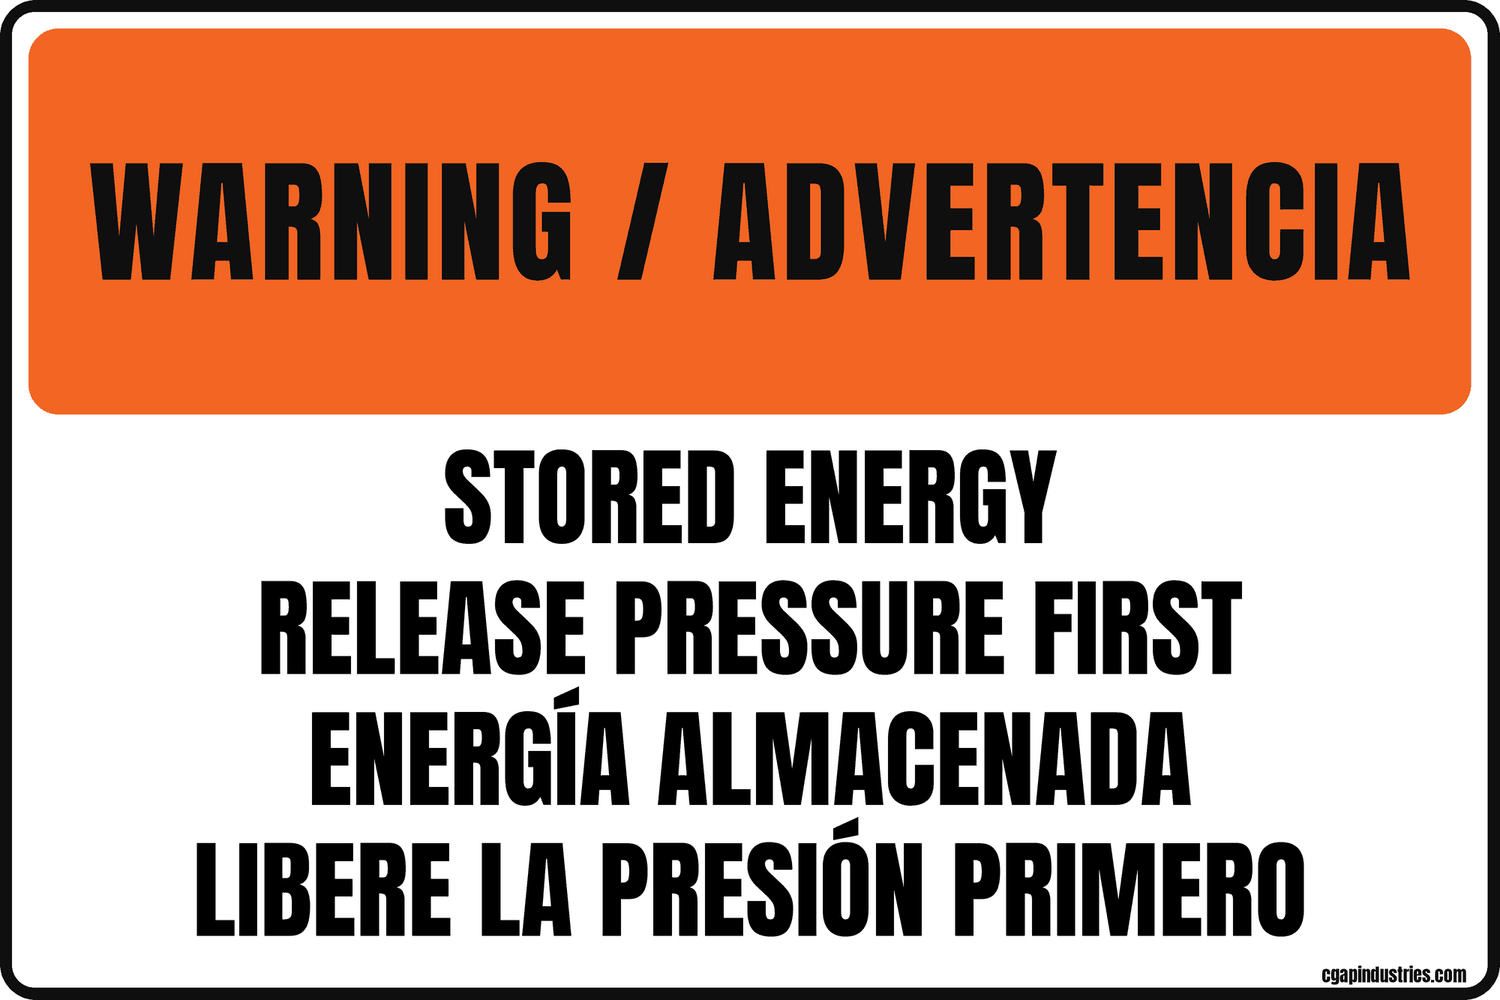 WARNING / ADVERTENCIA
STORED ENERGY
RELEASE PRESSURE FIRST
ENERGÍA ALMACENADA
LIBERE LA PRESIÓN PRIMERO
cgapindustries.com